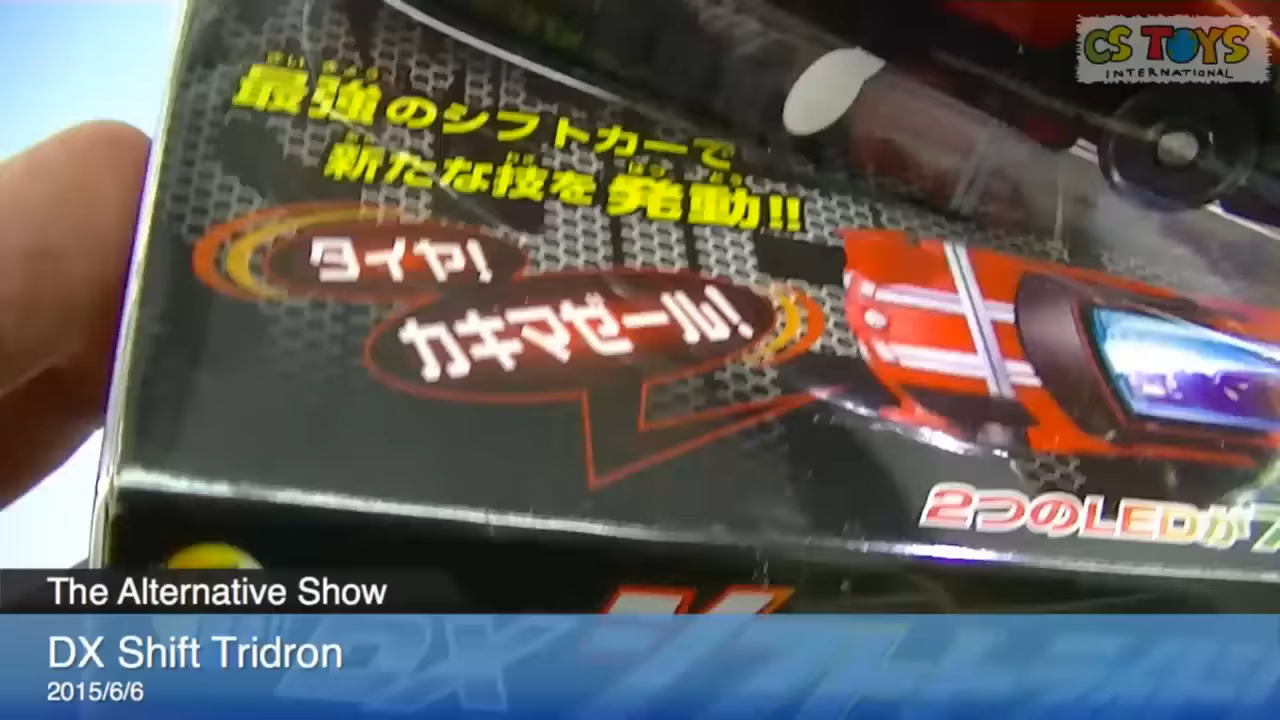 CS TOYS
INTERNATIONAL
最強のシフトカーで
新たな技を発動!!
タイヤ!
カキマゼール!
2つのLEDが
The Alternative Show
DX Shift Tridron
2015/6/6